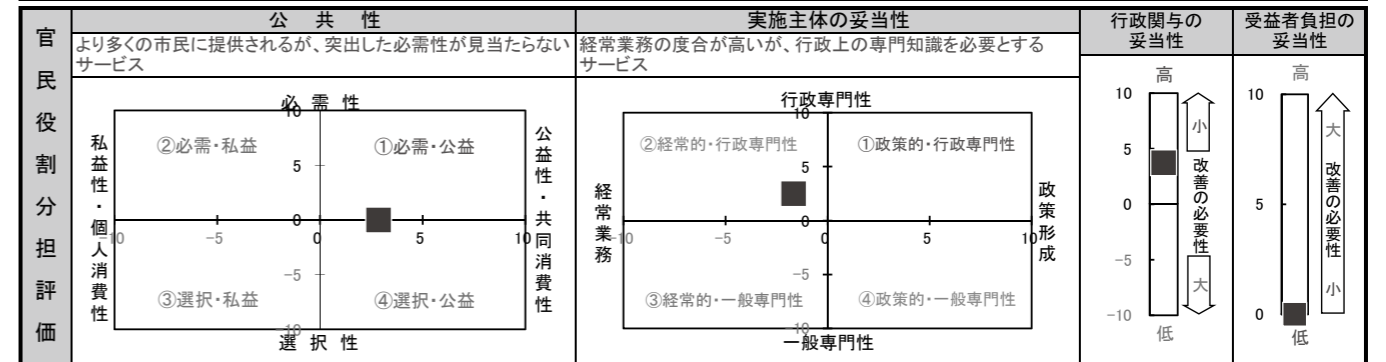 官民役割分担評価
公共性
より多くの市民に提供されるが、突出した必需性が見当たらない
サービス
必需性
10
私益性・個人消費性
②必需・私益
①必需・公益
公益性・共同消費性
5
0
-10
-5
0
5
10
-5
③選択・私益
④選択・公益
-10
選択性
実施主体の妥当性
経常業務の度合が高いが、行政上の専門知識を必要とする
サービス
行政専門性
10
経常業務
②経常的・行政専門性
①政策的・行政専門性
政策形成
5
0
-10
-5
0
5
10
-5
③経常的・一般専門性
④政策的・一般専門性
-10
一般専門性
行政関与の
妥当性
高
10
5
0
-5
-10
小
改善の必要性
大
低
受益者負担の
妥当性
高
10
5
0
大
改善の必要性
小
低